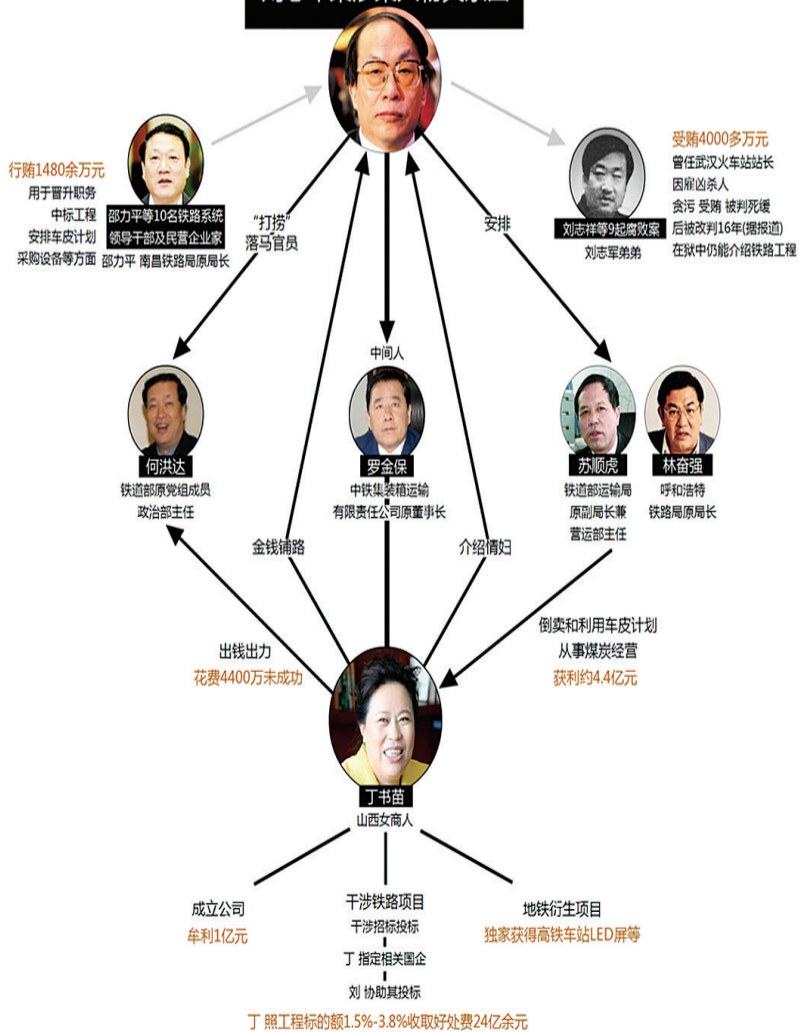 行贿1480余万元
用于晋升职务
中标工程
安排车皮计划
采购设备等方面
邵力平等10名铁路系统
领导干部及民营企业家
邵力平 南昌铁路局原局长
受贿4000多万元
曾任武汉火车站站长
因雇凶杀人
贪污 受贿 被判死缓
后被改判16年(据报道)
在狱中仍能介绍铁路工程
刘志祥等9起腐败案
刘志军弟弟
“打捞”
落马官员
安排
中间人
何洪达
铁道部原党组成员
政治部主任
罗金保
中铁集装箱运输
有限责任公司原董事长
苏顺虎
铁道部运输局
原副局长兼
营运部主任
林奋强
呼和浩特
铁路局原局长
金钱铺路
介绍情妇
出钱出力
花费4400万未成功
倒卖和利用车皮计划
从事煤炭经营
获利约4.4亿元
丁书苗
山西女商人
成立公司
牟利1亿元
干涉铁路项目
干涉招标投标
丁 指定相关国企
刘 协助其投标
地铁衍生项目
独家获得高铁车站LED屏等
丁 照工程标的额1.5%-3.8%收取好处费24亿余元